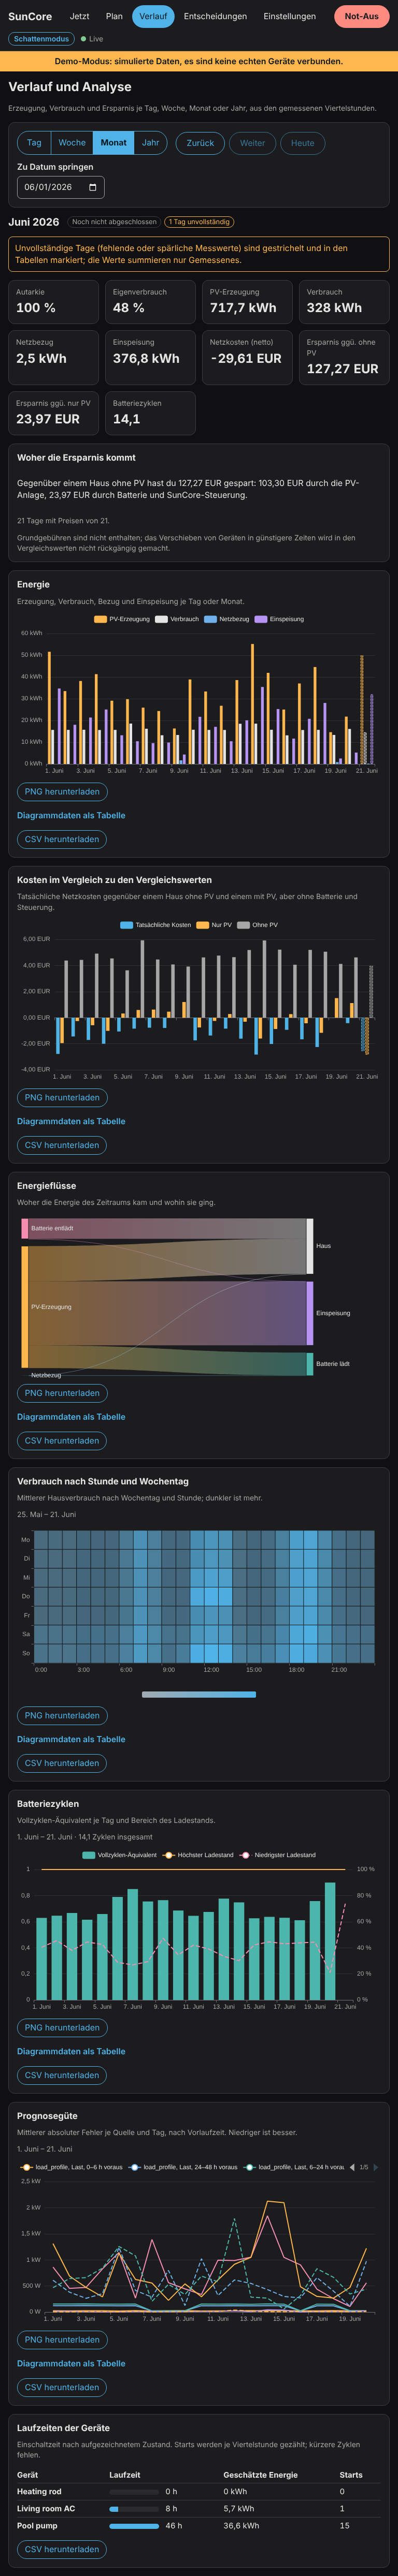 SunCore Jetzt Plan Verlauf Entscheidungen Einstellungen Not-Aus
Schattenmodus Live
Demo-Modus: simulierte Daten, es sind keine echten Geräte verbunden.
Verlauf und Analyse
Erzeugung, Verbrauch und Ersparnis je Tag, Woche, Monat oder Jahr, aus den gemessenen Viertelstunden.
Tag Woche Monat Jahr Zurück Weiter Heute
Zu Datum springen
06/01/2026
Juni 2026 Noch nicht abgeschlossen 1 Tag unvollständig
Unvollständige Tage (fehlende oder spärliche Messwerte) sind gestrichelt und in den
Tabellen markiert; die Werte summieren nur Gemessenes.
Autarkie Eigenverbrauch PV-Erzeugung Verbrauch
100 % 48 % 717,7 kWh 328 kWh
Netzbezug Einspeisung Netzkosten (netto) Ersparnis ggü. ohne
PV
2,5 kWh 376,8 kWh -29,61 EUR 127,27 EUR
Ersparnis ggü. nur PV Batteriezyklen
23,97 EUR 14,1
Woher die Ersparnis kommt
Gegenüber einem Haus ohne PV hast du 127,27 EUR gespart: 103,30 EUR durch die PV-
Anlage, 23,97 EUR durch Batterie und SunCore-Steuerung.
21 Tage mit Preisen von 21.
Grundgebühren sind nicht enthalten; das Verschieben von Geräten in günstigere Zeiten wird in den
Vergleichswerten nicht rückgängig gemacht.
Energie
Erzeugung, Verbrauch, Bezug und Einspeisung je Tag oder Monat.
PV-Erzeugung Verbrauch Netzbezug Einspeisung
60 kWh
50 kWh
40 kWh
30 kWh
20 kWh
10 kWh
0 kWh
1. Juni 3. Juni 5. Juni 7. Juni 9. Juni 11. Juni 13. Juni 15. Juni 17. Juni 19. Juni 21. Juni
PNG herunterladen
Diagrammdaten als Tabelle
CSV herunterladen
Kosten im Vergleich zu den Vergleichswerten
Tatsächliche Netzkosten gegenüber einem Haus ohne PV und einem mit PV, aber ohne Batterie und
Steuerung.
Tatsächliche Kosten Nur PV Ohne PV
6,00 EUR
4,00 EUR
2,00 EUR
0,00 EUR
-2,00 EUR
-4,00 EUR
1. Juni 3. Juni 5. Juni 7. Juni 9. Juni 11. Juni 13. Juni 15. Juni 17. Juni 19. Juni 21. Juni
PNG herunterladen
Diagrammdaten als Tabelle
CSV herunterladen
Energieflüsse
Woher die Energie des Zeitraums kam und wohin sie ging.
Batterie entlädt
Haus
PV-Erzeugung
Einspeisung
Batterie lädt
Netzbezug
PNG herunterladen
Diagrammdaten als Tabelle
CSV herunterladen
Verbrauch nach Stunde und Wochentag
Mittlerer Hausverbrauch nach Wochentag und Stunde; dunkler ist mehr.
25. Mai – 21. Juni
Mo
Di
Mi
Do
Fr
Sa
So
0:00 3:00 6:00 9:00 12:00 15:00 18:00 21:00
PNG herunterladen
Diagrammdaten als Tabelle
CSV herunterladen
Batteriezyklen
Vollzyklen-Äquivalent je Tag und Bereich des Ladestands.
1. Juni – 21. Juni · 14,1 Zyklen insgesamt
Vollzyklen-Äquivalent Höchster Ladestand Niedrigster Ladestand
1 100 %
0,8 80 %
0,6 60 %
0,4 40 %
0,2 20 %
0 0 %
1. Juni 3. Juni 5. Juni 7. Juni 9. Juni 11. Juni 13. Juni 15. Juni 17. Juni 19. Juni 21. Juni
PNG herunterladen
Diagrammdaten als Tabelle
CSV herunterladen
Prognosegüte
Mittlerer absoluter Fehler je Quelle und Tag, nach Vorlaufzeit. Niedriger ist besser.
1. Juni – 21. Juni
load_profile, Last, 0–6 h voraus load_profile, Last, 24–48 h voraus load_profile, Last, 6–24 h vorau 1/5
2,5 kW
2 kW
1,5 kW
1 kW
500 W
0 W
1. Juni 3. Juni 5. Juni 7. Juni 9. Juni 11. Juni 13. Juni 15. Juni 17. Juni 19. Juni
PNG herunterladen
Diagrammdaten als Tabelle
CSV herunterladen
Laufzeiten der Geräte
Einschaltzeit nach aufgezeichnetem Zustand. Starts werden je Viertelstunde gezählt; kürzere Zyklen
fehlen.
Gerät Laufzeit Geschätzte Energie Starts
Heating rod 0 h 0 kWh 0
Living room AC 8 h 5,7 kWh 1
Pool pump 46 h 36,6 kWh 15
CSV herunterladen